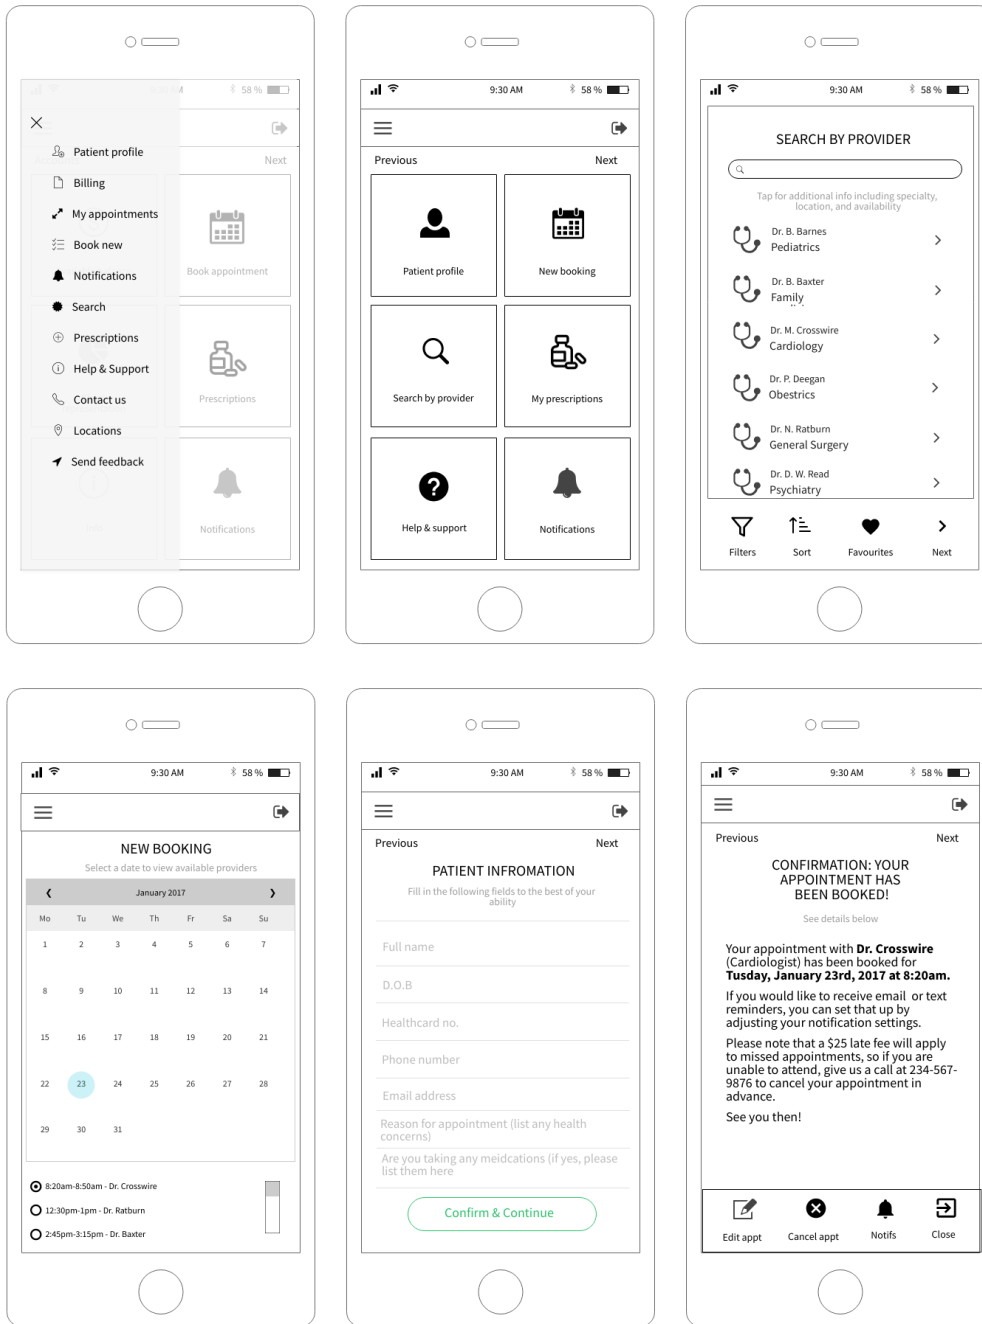 58 %
Next
Patient profile
Billing
My appointments
Book new
Notifications
Search
Prescriptions
Help & Support
Contact us
Locations
Send feedback
Book appointment
Prescriptions
Notifications
9:30 AM
58 %
Previous
Next
Patient profile
New booking
Search by provider
My prescriptions
Help & support
Notifications
9:30 AM
58 %
SEARCH BY PROVIDER
Tap for additional info including specialty,
location, and availability
Dr. B. Barnes
Pediatrics
Dr. B. Baxter
Family
Dr. M. Crosswire
Cardiology
Dr. P. Deegan
Obestrics
Dr. N. Ratburn
General Surgery
Dr. D. W. Read
Psychiatry
Filters
Sort
Favourites
Next
9:30 AM
58 %
NEW BOOKING
Select a date to view available providers
January 2017
Mo Tu We Th Fr Sa Su
1 2 3 4 5 6 7
8 9 10 11 12 13 14
15 16 17 18 19 20 21
22 23 24 25 26 27 28
29 30 31
8:20am-8:50am - Dr. Crosswire
12:30pm-1pm - Dr. Ratburn
2:45pm-3:15pm - Dr. Baxter
9:30 AM
58 %
Previous
Next
PATIENT INFROMATION
Fill in the following fields to the best of your
ability
Full name
D.O.B
Healthcard no.
Phone number
Email address
Reason for appointment (list any health
concerns)
Are you taking any meidcations (if yes, please
list them here
Confirm & Continue
9:30 AM
58 %
Previous
Next
CONFIRMATION: YOUR
APPOINTMENT HAS
BEEN BOOKED!
See details below
Your appointment with Dr. Crosswire
(Cardiologist) has been booked for
Tusday, January 23rd, 2017 at 8:20am.
If you would like to receive email or text
reminders, you can set that up by
adjusting your notification settings.
Please note that a $25 late fee will apply
to missed appointments, so if you are
unable to attend, give us a call at 234-567-
9876 to cancel your appointment in
advance.
See you then!
Edit appt
Cancel appt
Notifs
Close